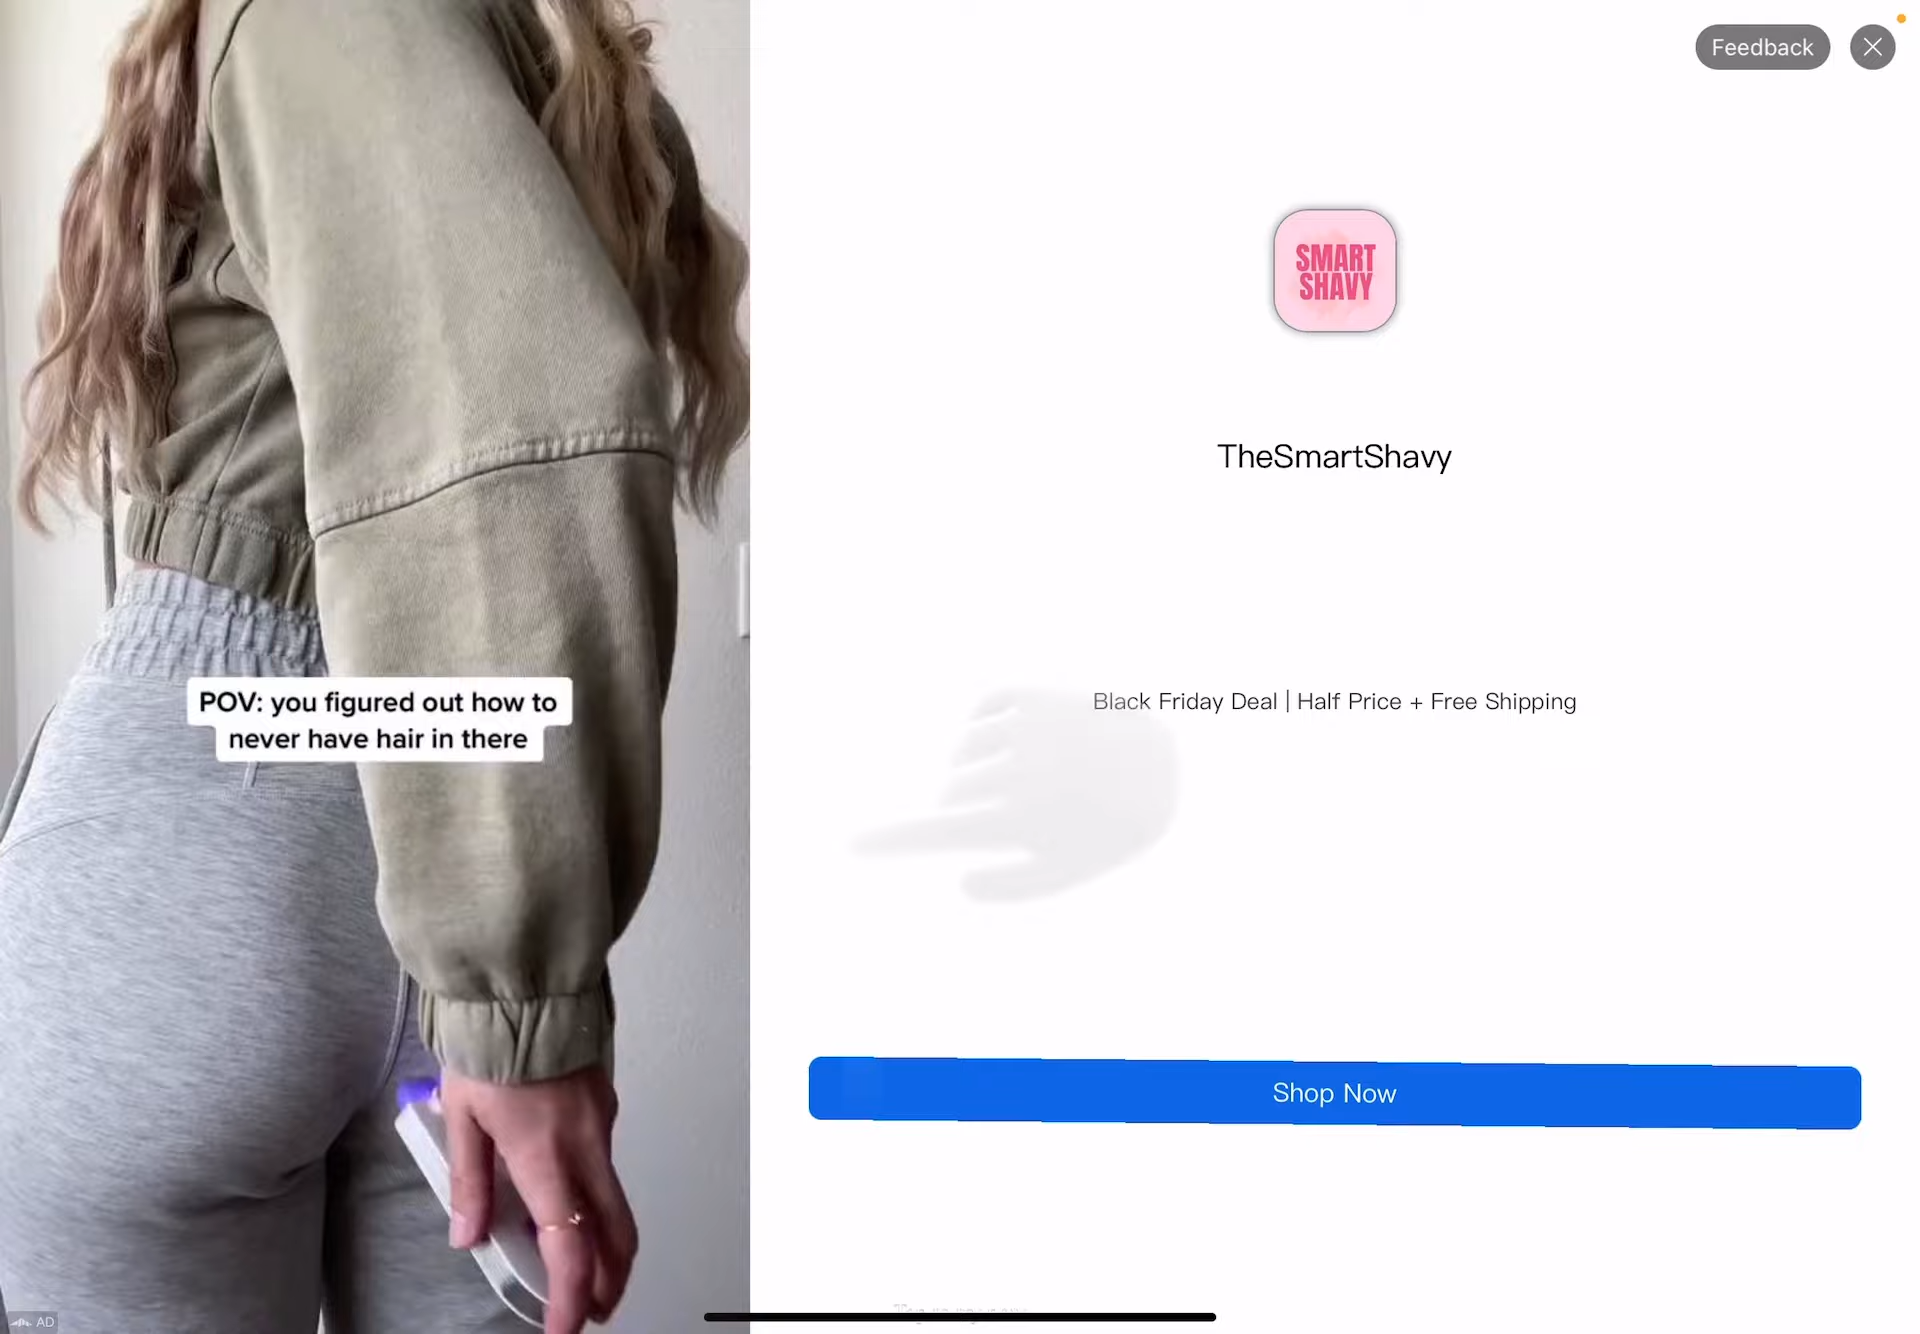 POV: you figured out how to
never have hair in there
AD
Feedback
SMART
SHAVY
TheSmartShavy
Black Friday Deal | Half Price + Free Shipping
Shop Now